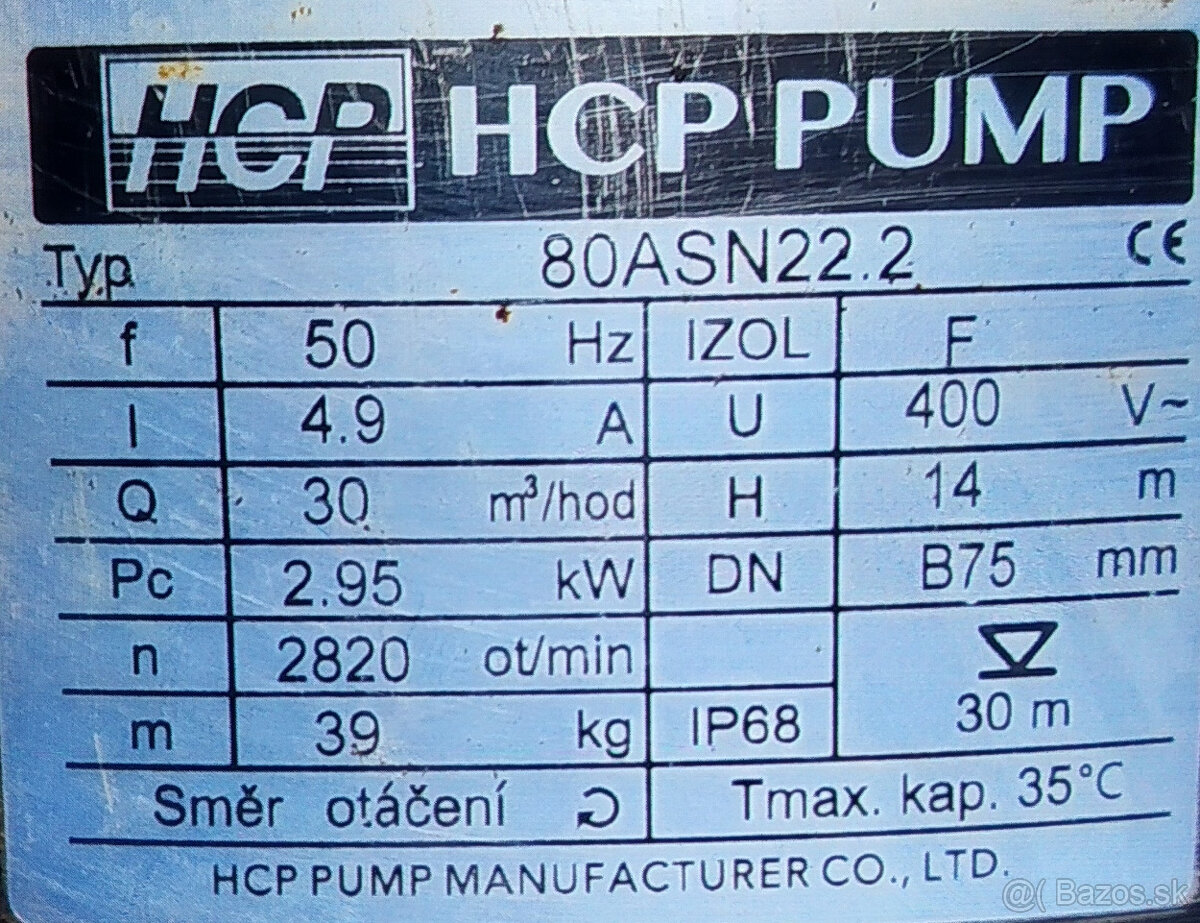 HCP HCP PUMP
Typ 80ASN22.2 CE
f 50 Hz IZOL F
I 4.9 A U 400 V~
Q 30 m³/hod H 14 m
Pc 2.95 kW DN B75 mm
n 2820 ot/min
m 39 kg IP68 30 m
Směr otáčení Tmax. kap. 35°C
HCP PUMP MANUFACTURER CO., LTD.
@( Bazos.sk